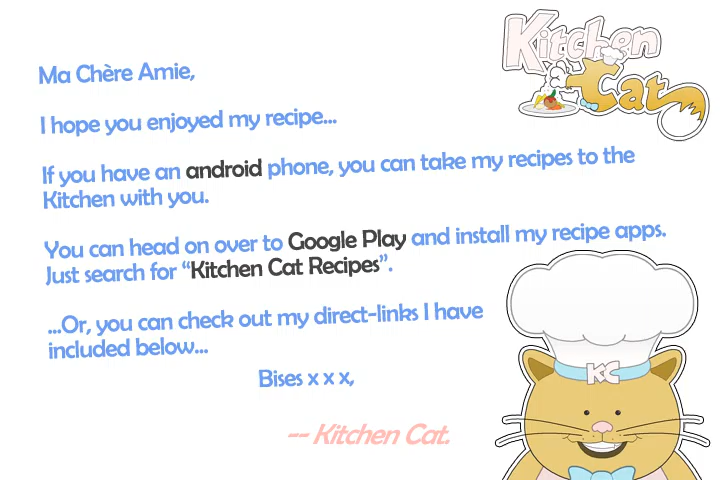 Kitchen
Cat
Ma Chère Amie,
I hope you enjoyed my recipe...
If you have an android phone, you can take my recipes to the
Kitchen with you.
You can head on over to Google Play and install my recipe apps.
Just search for “Kitchen Cat Recipes”.
...Or, you can check out my direct-links I have
included below...
Bises x x x,
-- Kitchen Cat.
KC